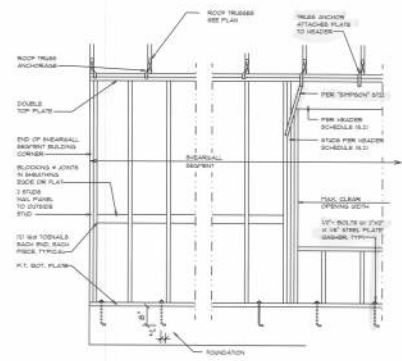 ROOF TRUSSES
SEE PLAN
TRUSS ANCHOR
ATTACHES PLATE
TO HEADER
ROOF TRUSS
ANCHORAGE
DOUBLE
TOP PLATE
PER "SIMPSON"
PER HEADER
SCHEDULE
STUDS PER HEADER
SCHEDULE
END OF SHEARWALL
SEGMENT BUILDING
CORNER
SHEARWALL
SEGMENT
BLOCKING @ JOINTS
IN SHEATHING
EDGE OR FLAT
2 STUDS
NAIL PANEL
TO OUTSIDE
STUD
MAX. CLEAR
OPENING WIDTH
TOENAILS
EACH END, EACH
PIECE, TYPICAL
BOLTS W/
STEEL PLATE
WASHER, TYP.
P.T. BOT. PLATE
FOUNDATION